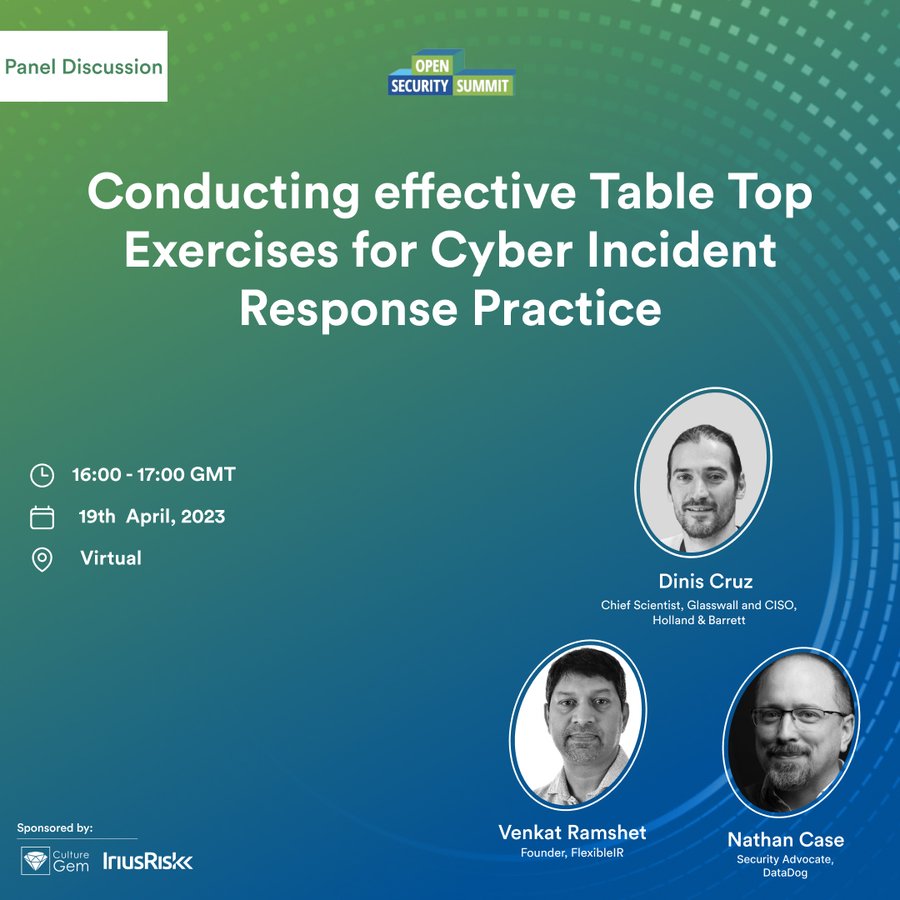 Panel Discussion
OPEN
SECURITY SUMMIT
Conducting effective Table Top
Exercises for Cyber Incident
Response Practice
16:00 - 17:00 GMT
19th April, 2023
Virtual
Dinis Cruz
Chief Scientist, Glasswall and CISO,
Holland & Barrett
Venkat Ramshet
Founder, FlexibleIR
Nathan Case
Security Advocate,
DataDog
Sponsored by:
Culture
Gem
IriusRisk